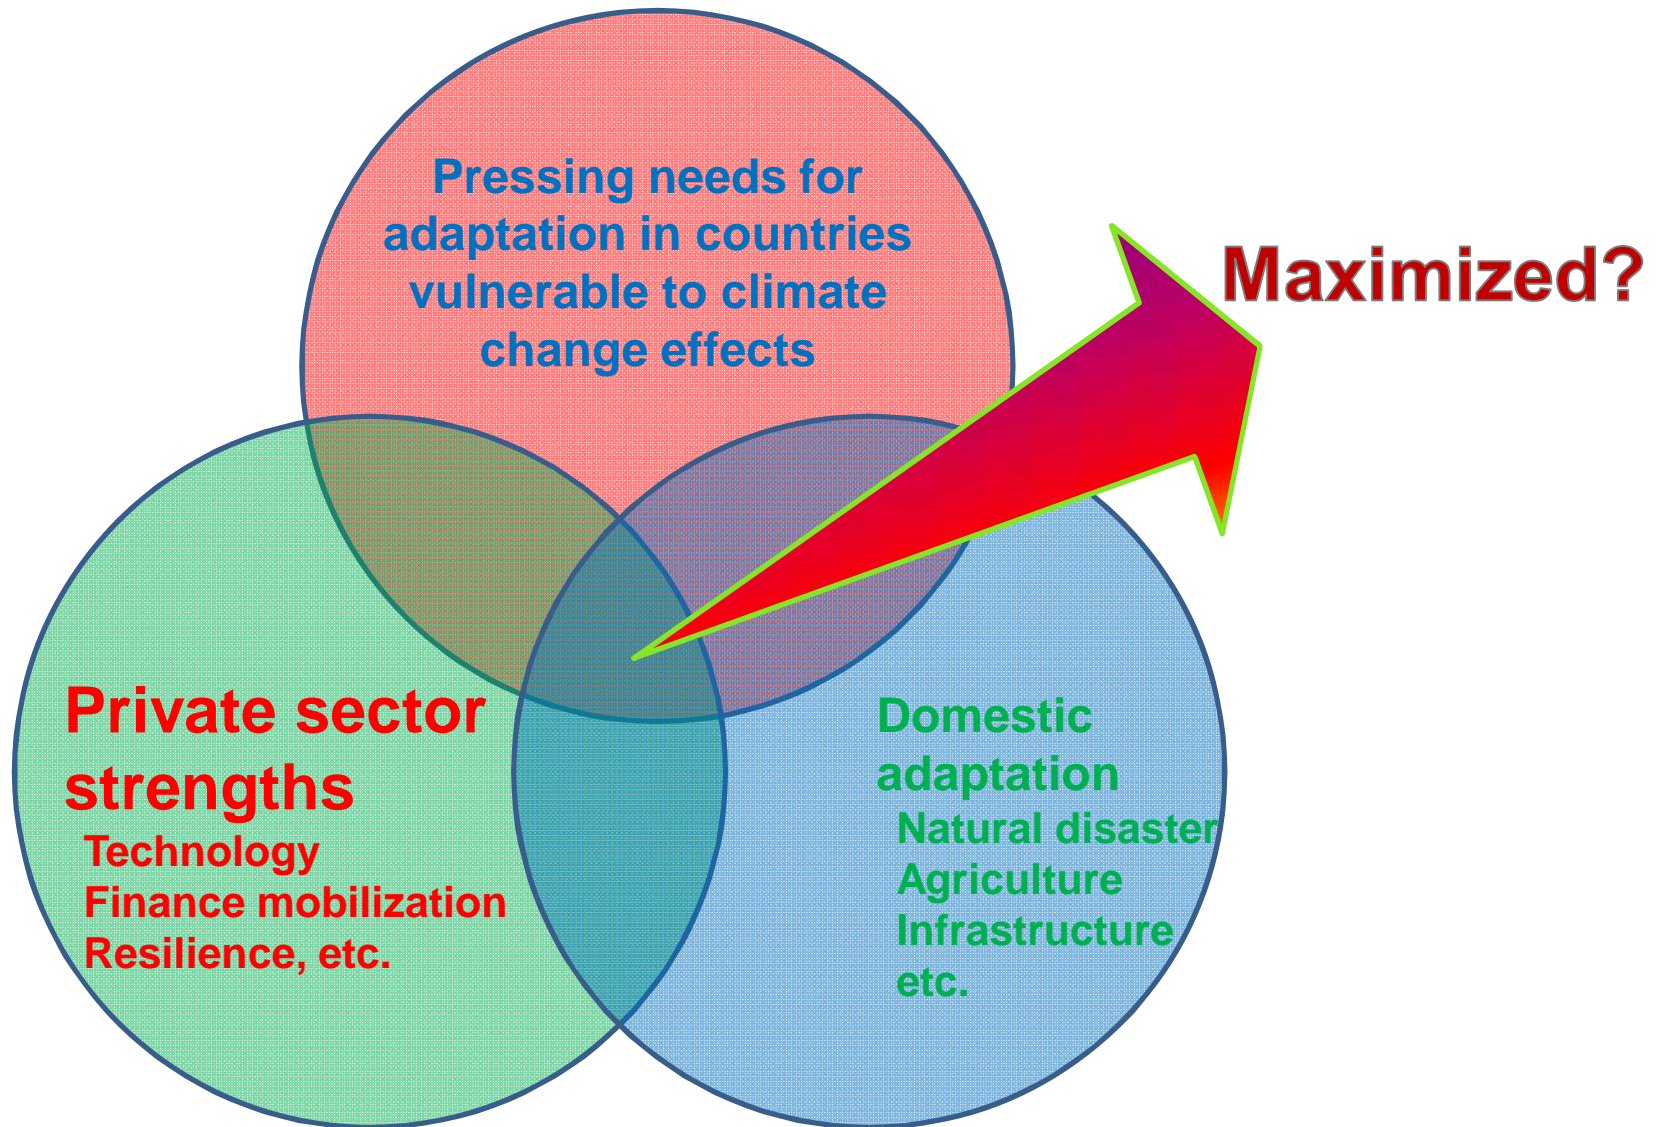 Pressing needs for
adaptation in countries
vulnerable to climate
change effects
Maximized?
Private sector
strengths
Technology
Finance mobilization
Resilience, etc.
Domestic
adaptation
Natural disaster
Agriculture
Infrastructure
etc.